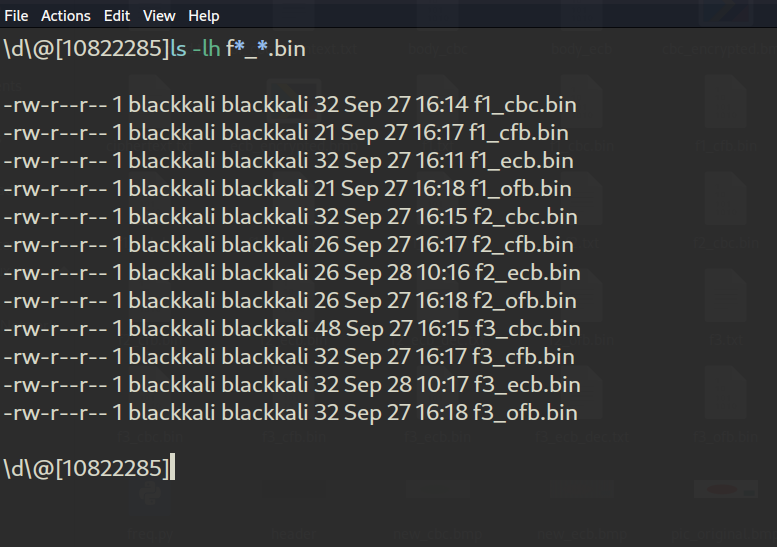 File Actions Edit View Help
\d\@[10822285]ls -lh f*_*.bin
-rw-r--r-- 1 blackkali blackkali 32 Sep 27 16:14 f1_cbc.bin
-rw-r--r-- 1 blackkali blackkali 21 Sep 27 16:17 f1_cfb.bin
-rw-r--r-- 1 blackkali blackkali 32 Sep 27 16:11 f1_ecb.bin
-rw-r--r-- 1 blackkali blackkali 21 Sep 27 16:18 f1_ofb.bin
-rw-r--r-- 1 blackkali blackkali 32 Sep 27 16:15 f2_cbc.bin
-rw-r--r-- 1 blackkali blackkali 26 Sep 27 16:17 f2_cfb.bin
-rw-r--r-- 1 blackkali blackkali 26 Sep 28 10:16 f2_ecb.bin
-rw-r--r-- 1 blackkali blackkali 26 Sep 27 16:18 f2_ofb.bin
-rw-r--r-- 1 blackkali blackkali 48 Sep 27 16:15 f3_cbc.bin
-rw-r--r-- 1 blackkali blackkali 32 Sep 27 16:17 f3_cfb.bin
-rw-r--r-- 1 blackkali blackkali 32 Sep 28 10:17 f3_ecb.bin
-rw-r--r-- 1 blackkali blackkali 32 Sep 27 16:18 f3_ofb.bin
\d\@[10822285]